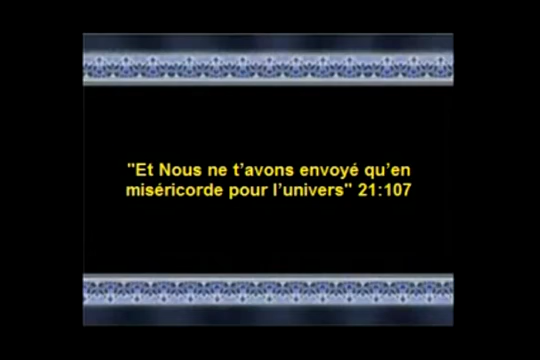 "Et Nous ne t’avons envoyé qu’en
miséricorde pour l’univers" 21:107